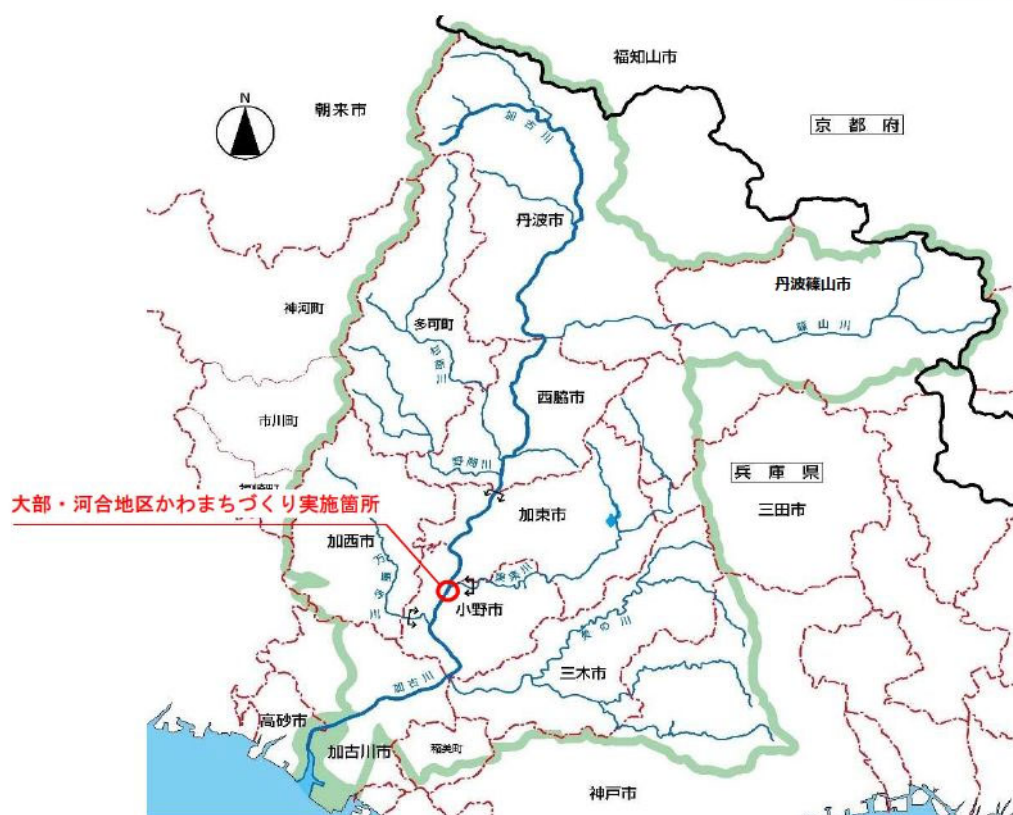 福知山市
朝来市
N
京都府
加古川
丹波市
丹波篠山市
神河町
多可町
篠山川
杉原川
市川町
西脇市
野間川
兵庫県
大部・河合地区かわまちづくり実施箇所
加東市
三田市
加西市
万願寺川
東条川
小野市
美の川
三木市
加古川
高砂市
加古川市
稲美町
神戸市